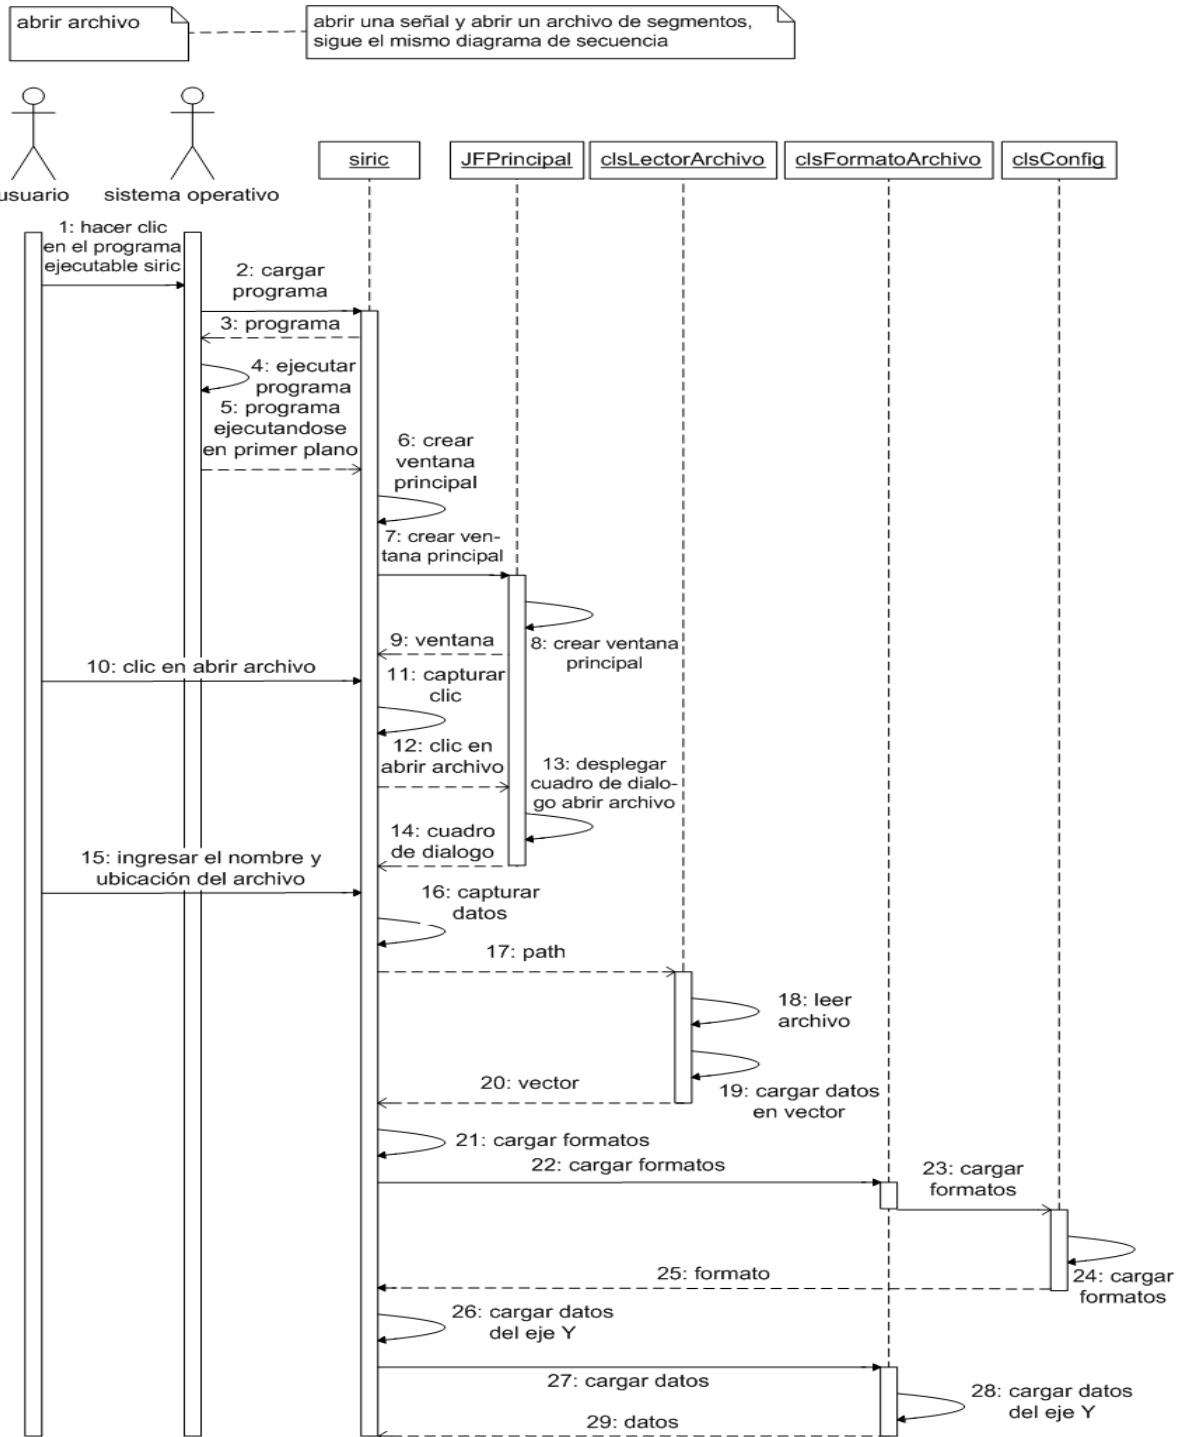 abrir archivo
abrir una señal y abrir un archivo de segmentos,
sigue el mismo diagrama de secuencia
usuario
sistema operativo
siric
JFPrincipal
clsLectorArchivo
clsFormatoArchivo
clsConfig
1: hacer clic
en el programa
ejecutable siric
2: cargar
programa
3: programa
4: ejecutar
programa
5: programa
ejecutandose
en primer plano
6: crear
ventana
principal
7: crear ven-
tana principal
8: crear ventana
principal
9: ventana
10: clic en abrir archivo
11: capturar
clic
12: clic en
abrir archivo
13: desplegar
cuadro de dialo-
go abrir archivo
14: cuadro
de dialogo
15: ingresar el nombre y
ubicación del archivo
16: capturar
datos
17: path
18: leer
archivo
19: cargar datos
en vector
20: vector
21: cargar formatos
22: cargar formatos
23: cargar
formatos
24: cargar
formatos
25: formato
26: cargar datos
del eje Y
27: cargar datos
28: cargar datos
del eje Y
29: datos